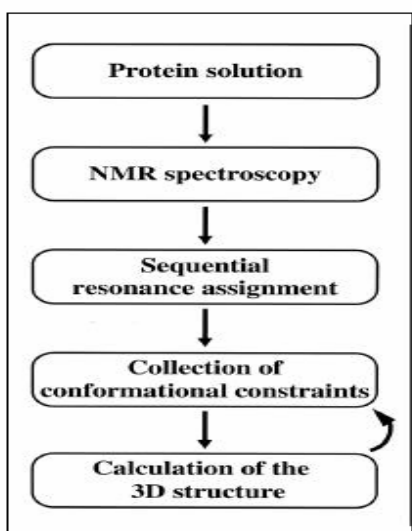 Protein solution
NMR spectroscopy
Sequential
resonance assignment
Collection of
conformational constraints
Calculation of the
3D structure